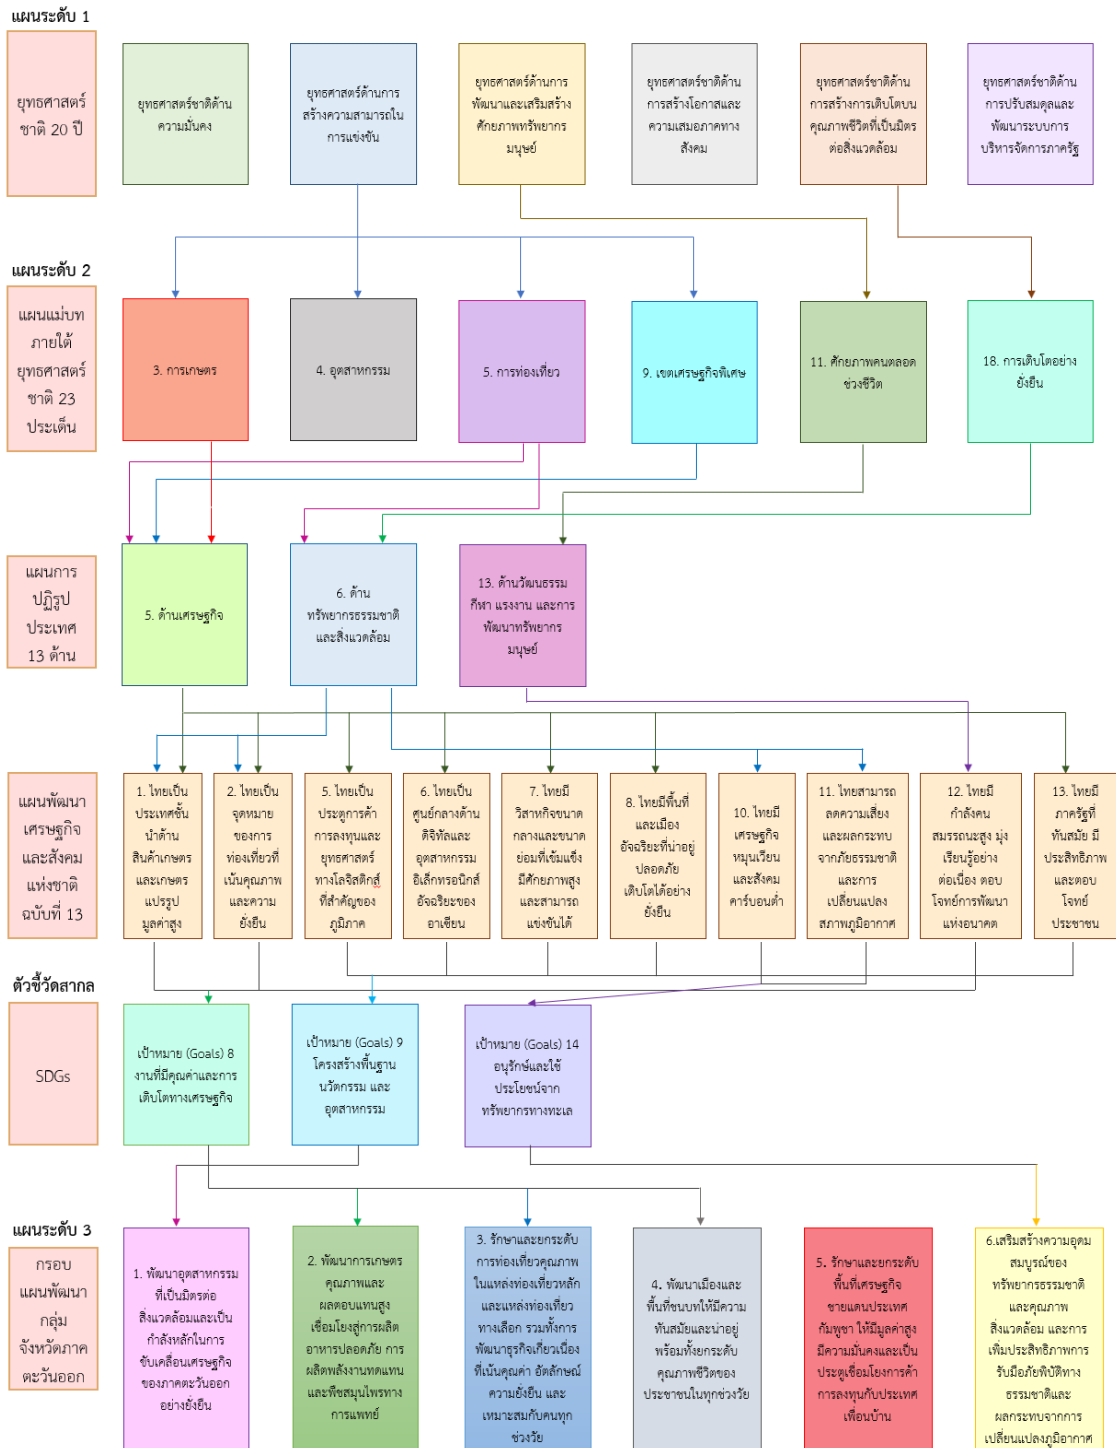 แผนระดับ 1
ยุทธศาสตร์
ชาติ 20 ปี
ยุทธศาสตร์ชาติด้าน
ความมั่นคง
ยุทธศาสตร์ด้านการ
สร้างความสามารถใน
การแข่งขัน
ยุทธศาสตร์ด้านการ
พัฒนาและเสริมสร้าง
ศักยภาพทรัพยากร
มนุษย์
ยุทธศาสตร์ชาติด้าน
การสร้างโอกาสและ
ความเสมอภาคทาง
สังคม
ยุทธศาสตร์ชาติด้าน
การสร้างการเติบโตบน
คุณภาพชีวิตที่เป็นมิตร
ต่อสิ่งแวดล้อม
ยุทธศาสตร์ชาติด้าน
การปรับสมดุลและ
พัฒนาระบบการ
บริหารจัดการภาครัฐ
แผนระดับ 2
แผนแม่บท
ภายใต้
ยุทธศาสตร์
ชาติ 23
ประเด็น
3. การเกษตร
4. อุตสาหกรรม
5. การท่องเที่ยว
9. เขตเศรษฐกิจพิเศษ
11. ศักยภาพคนตลอด
ช่วงชีวิต
18. การเติบโตอย่าง
ยั่งยืน
แผนการ
ปฏิรูป
ประเทศ
13 ด้าน
5. ด้านเศรษฐกิจ
6. ด้าน
ทรัพยากรธรรมชาติ
และสิ่งแวดล้อม
13. ด้านวัฒนธรรม
กีฬา แรงงาน และการ
พัฒนาทรัพยากร
มนุษย์
แผนพัฒนา
เศรษฐกิจ
และสังคม
แห่งชาติ
ฉบับที่ 13
1. ไทยเป็น
ประเทศชั้น
นำด้าน
สินค้าเกษตร
และเกษตร
แปรรูป
มูลค่าสูง
2. ไทยเป็น
จุดหมาย
ของการ
ท่องเที่ยวที่
เน้นคุณภาพ
และความ
ยั่งยืน
5. ไทยเป็น
ประตูการค้า
การลงทุนและ
ยุทธศาสตร์
ทางโลจิสติกส์
ที่สำคัญของ
ภูมิภาค
6. ไทยเป็น
ศูนย์กลางด้าน
ดิจิทัลและ
อุตสาหกรรม
อิเล็กทรอนิกส์
อัจฉริยะของ
อาเซียน
7. ไทยมี
วิสาหกิจขนาด
กลางและขนาด
ย่อมที่เข้มแข็ง
มีศักยภาพสูง
และสามารถ
แข่งขันได้
8. ไทยมีพื้นที่
และเมือง
อัจฉริยะที่น่าอยู่
ปลอดภัย
เติบโตได้อย่าง
ยั่งยืน
10. ไทยมี
เศรษฐกิจ
หมุนเวียน
และสังคม
คาร์บอนต่ำ
11. ไทยสามารถ
ลดความเสี่ยง
และผลกระทบ
จากภัยธรรมชาติ
และการ
เปลี่ยนแปลง
สภาพภูมิอากาศ
12. ไทยมี
กำลังคน
สมรรถนะสูง มุ่ง
เรียนรู้อย่าง
ต่อเนื่อง ตอบ
โจทย์การพัฒนา
แห่งอนาคต
13. ไทยมี
ภาครัฐที่
ทันสมัย มี
ประสิทธิภาพ
และตอบ
โจทย์
ประชาชน
ตัวชี้วัดสากล
SDGs
เป้าหมาย (Goals) 8
งานที่มีคุณค่าและการ
เติบโตทางเศรษฐกิจ
เป้าหมาย (Goals) 9
โครงสร้างพื้นฐาน
นวัตกรรม และ
อุตสาหกรรม
เป้าหมาย (Goals) 14
อนุรักษ์และใช้
ประโยชน์จาก
ทรัพยากรทางทะเล
แผนระดับ 3
กรอบ
แผนพัฒนา
กลุ่ม
จังหวัดภาค
ตะวันออก
1. พัฒนาอุตสาหกรรม
ที่เป็นมิตรต่อ
สิ่งแวดล้อมและเป็น
กำลังหลักในการ
ขับเคลื่อนเศรษฐกิจ
ของภาคตะวันออก
อย่างยั่งยืน
2. พัฒนาการเกษตร
คุณภาพและ
ผลตอบแทนสูง
เชื่อมโยงสู่การผลิต
อาหารปลอดภัย การ
ผลิตพลังงานทดแทน
และพืชสมุนไพรทาง
การแพทย์
3. รักษาและยกระดับ
การท่องเที่ยวคุณภาพ
ในแหล่งท่องเที่ยวหลัก
และแหล่งท่องเที่ยว
ทางเลือก รวมทั้งการ
พัฒนาธุรกิจเกี่ยวเนื่อง
ที่เน้นคุณค่า อัตลักษณ์
ความยั่งยืน และ
เหมาะสมกับคนทุก
ช่วงวัย
4. พัฒนาเมืองและ
พื้นที่ชนบทให้มีความ
ทันสมัยและน่าอยู่
พร้อมทั้งยกระดับ
คุณภาพชีวิตของ
ประชาชนในทุกช่วงวัย
5. รักษาและยกระดับ
พื้นที่เศรษฐกิจ
ชายแดนประเทศ
กัมพูชา ให้มีมูลค่าสูง
มีความมั่นคงและเป็น
ประตูเชื่อมโยงการค้า
การลงทุนกับประเทศ
เพื่อนบ้าน
6.เสริมสร้างความอุดม
สมบูรณ์ของ
ทรัพยากรธรรมชาติ
และคุณภาพ
สิ่งแวดล้อม และการ
เพิ่มประสิทธิภาพการ
รับมือภัยพิบัติทาง
ธรรมชาติและ
ผลกระทบจากการ
เปลี่ยนแปลงภูมิอากาศ